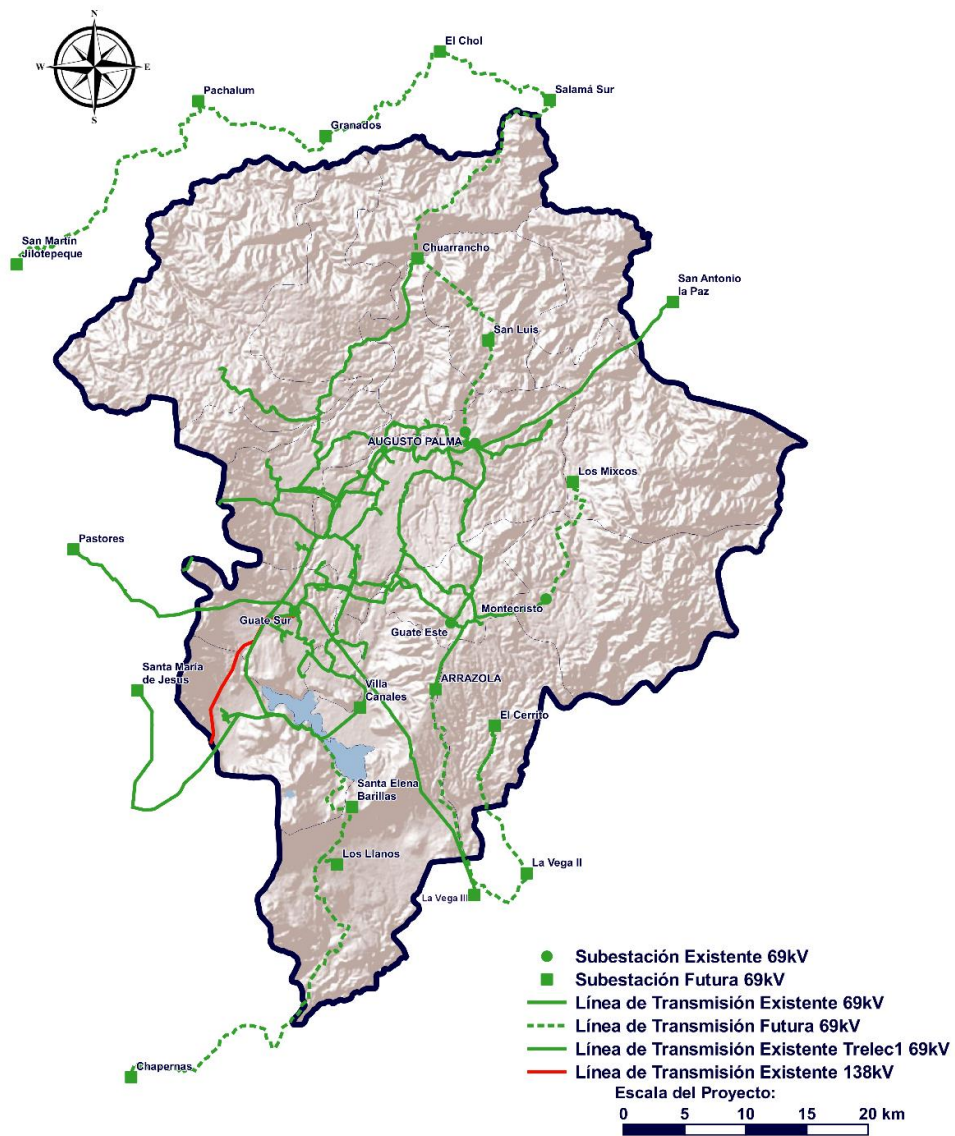 N
W
E
S
El Chol
Pachalum
Salamá Sur
Granados
San Martín
Jilotepeque
Chuarrancho
San Antonio
la Paz
San Luis
AUGUSTO PALMA
Los Mixcos
Pastores
Montecristo
Guate Sur
Guate Este
Santa María
de Jesús
Villa
Canales
ARRAZOLA
El Cerrito
Santa Elena
Barillas
Los Llanos
La Vega II
La Vega III
Chapernas
Subestación Existente 69kV
Subestación Futura 69kV
Línea de Transmisión Existente 69kV
Línea de Transmisión Futura 69kV
Línea de Transmisión Existente Trelec1 69kV
Línea de Transmisión Existente 138kV
Escala del Proyecto:
0 5 10 15 20 km